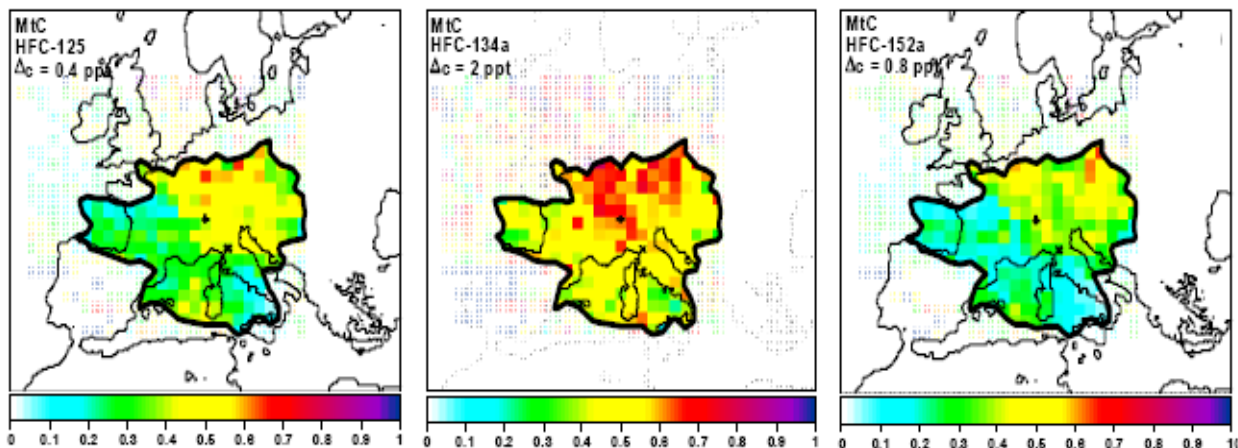 MtC
HFC-125
Δc = 0.4 ppt
MtC
HFC-134a
Δc = 2 ppt
MtC
HFC-152a
Δc = 0.8 ppt
0 0.1 0.2 0.3 0.4 0.5 0.6 0.7 0.8 0.9 1
0 0.1 0.2 0.3 0.4 0.5 0.6 0.7 0.8 0.9 1
0 0.1 0.2 0.3 0.4 0.5 0.6 0.7 0.8 0.9 10